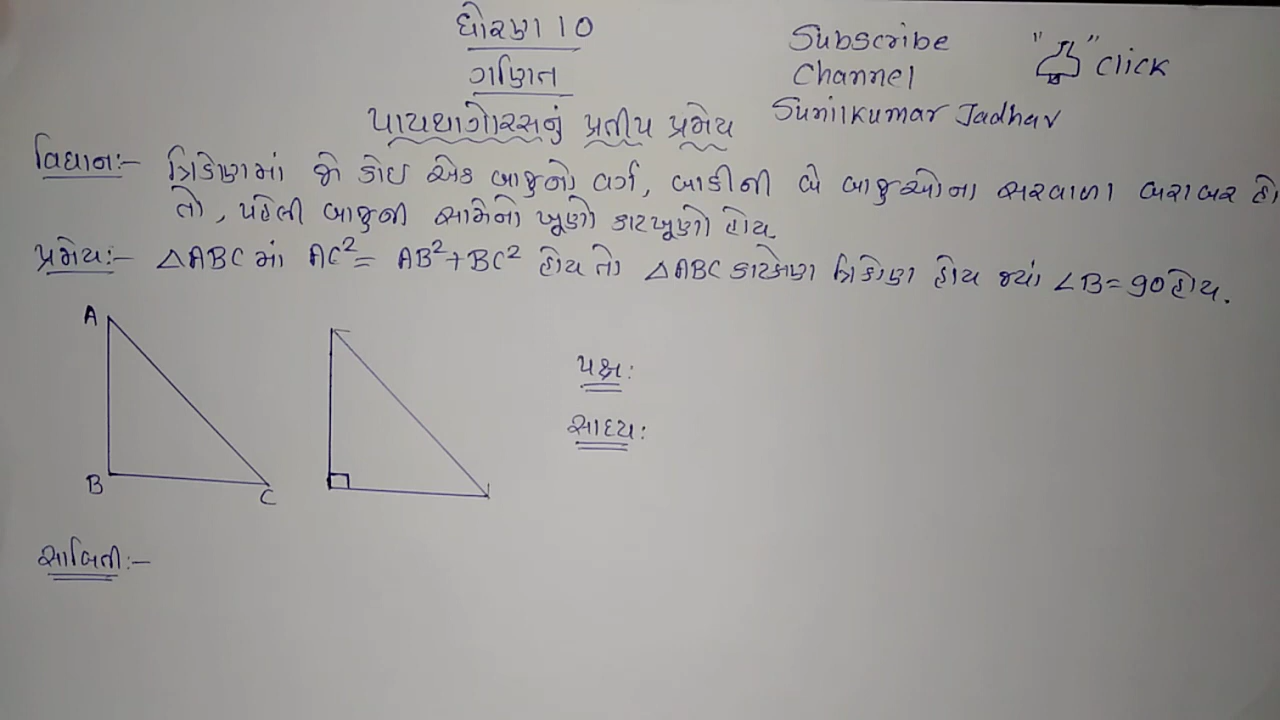 ધોરણ 10
ગણિત
પાયથાગોરસનું પ્રતીપ પ્રમેય
Subscribe
Channel
Sunilkumar Jadhav
"" click
વિધાન:- ત્રિકોણમાં જો કોઇ એક બાજુનો વર્ગ, બાકીની બે બાજુઓના સરવાળા બરાબર હો
તો, પહેલી બાજુની સામેનો ખૂણો કાટખૂણો હોય.
પ્રમેય:- △ABC માં AC² = AB² + BC² હોય તો △ABC કાટકોણ ત્રિકોણ હોય જ્યાં ∠B = 90 હોય.
A
B
C
પક્ષ:
સાધ્ય:
સાબિતી:-